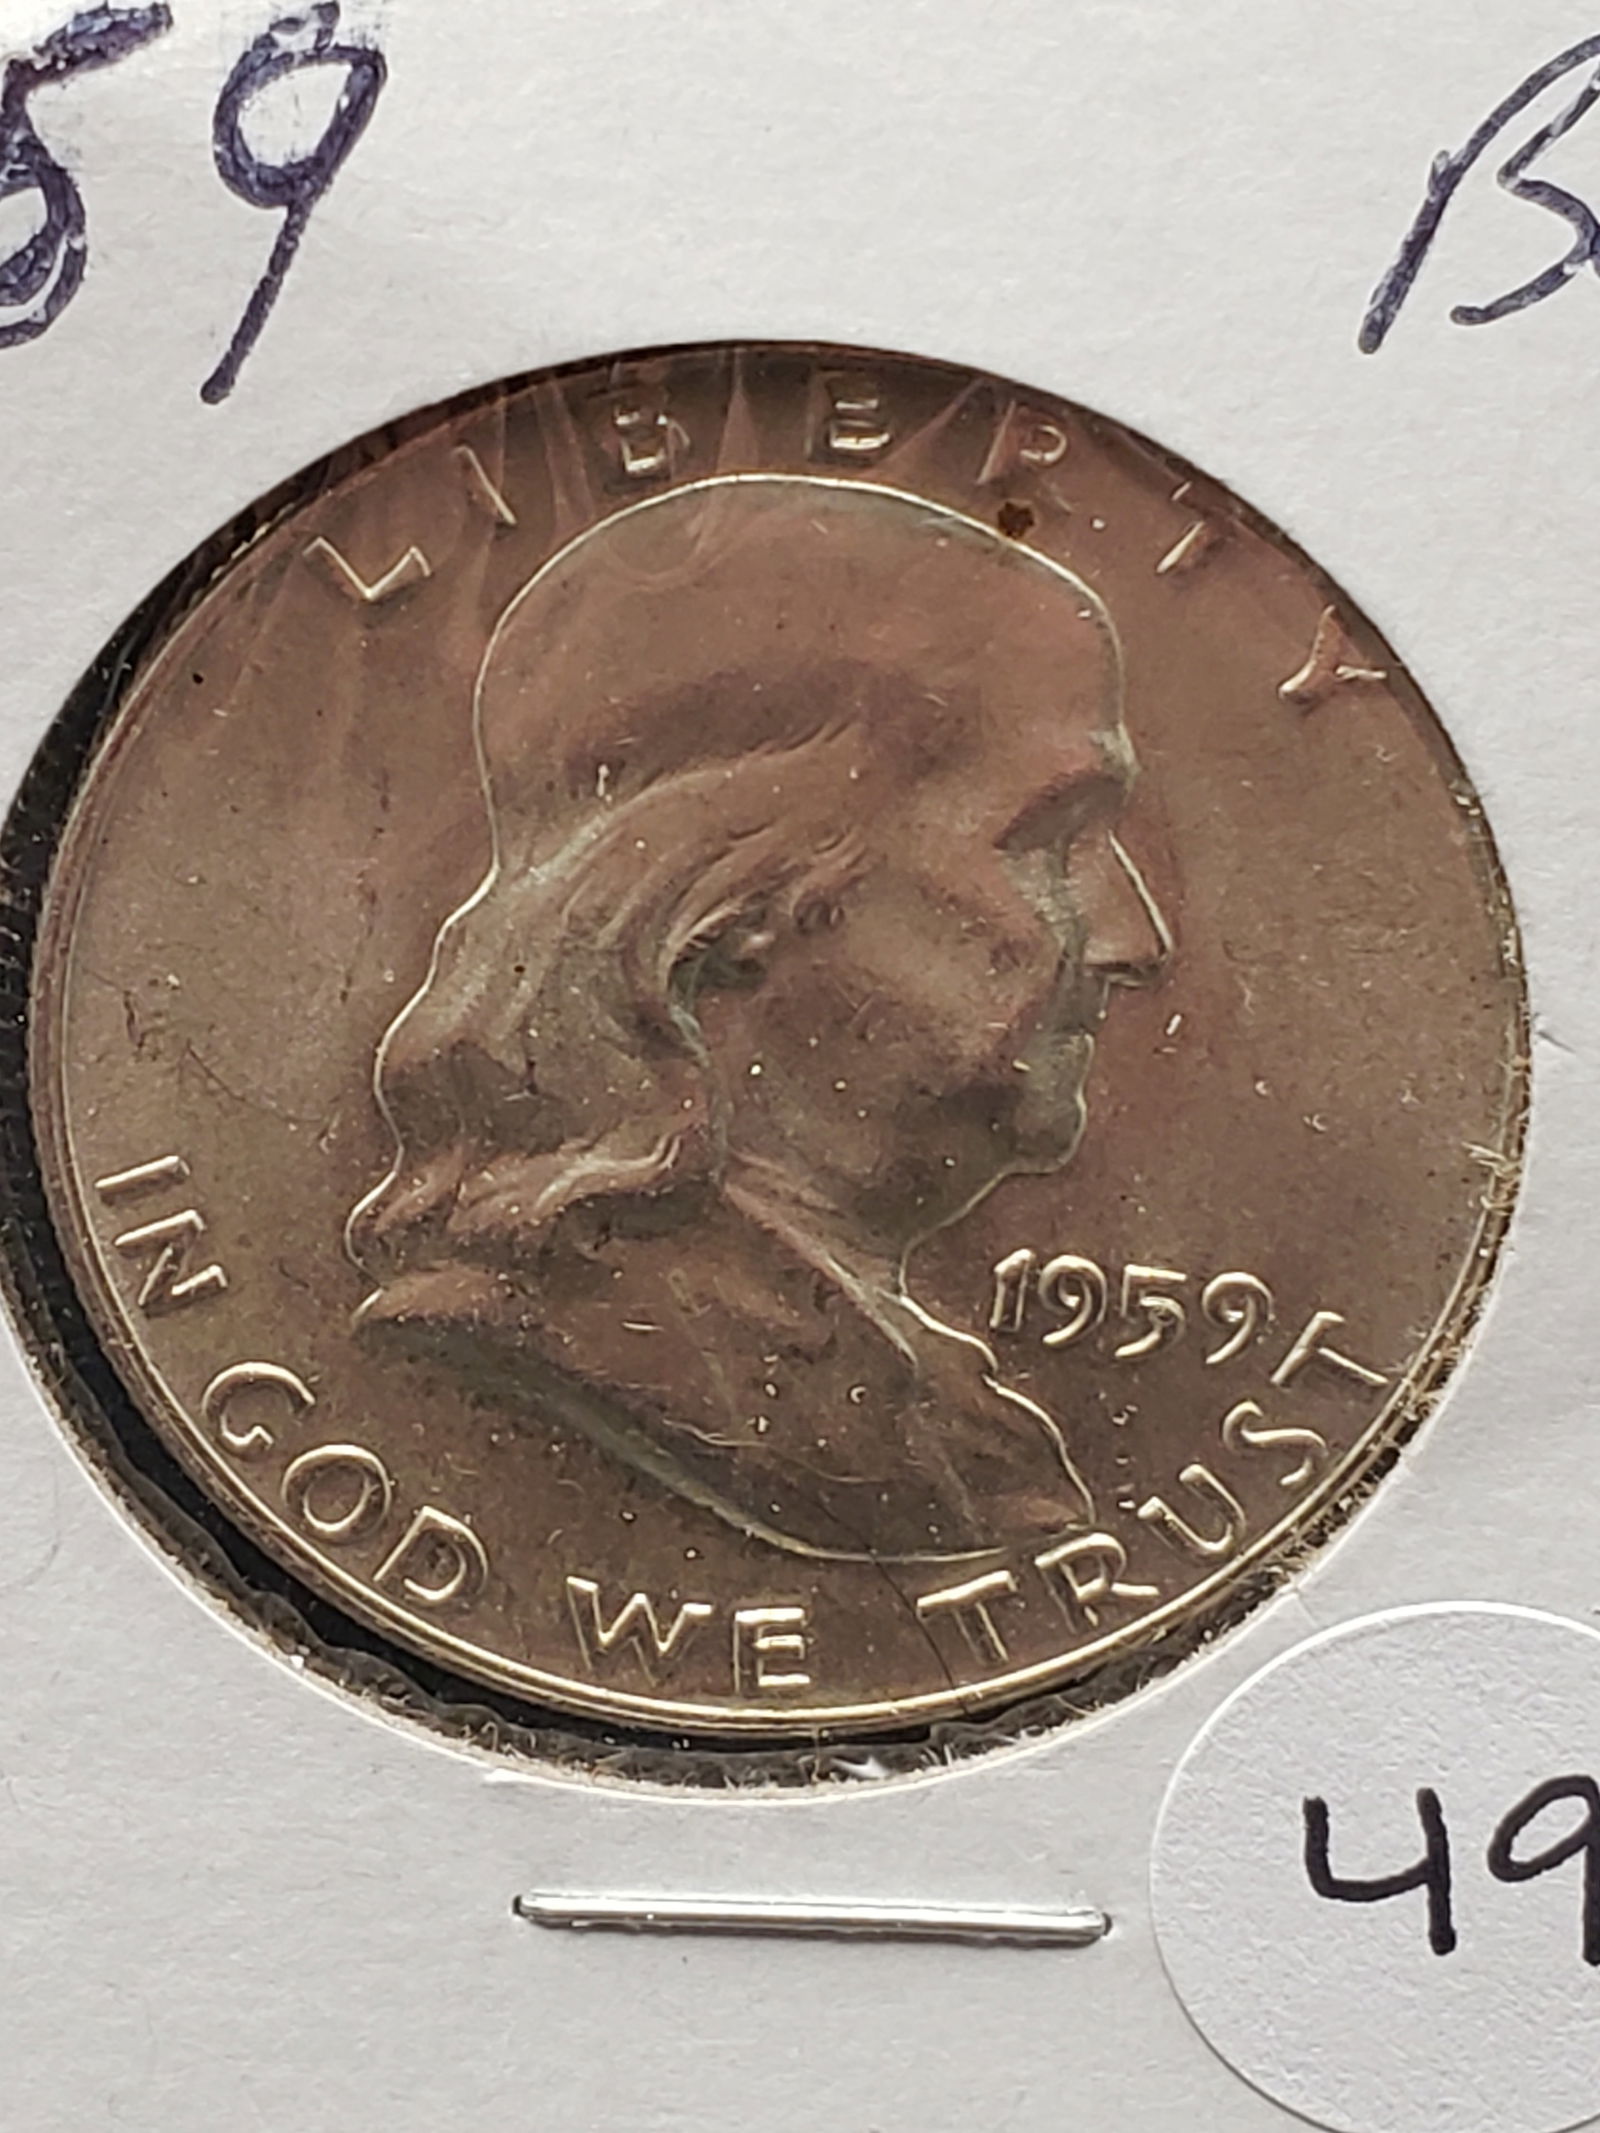 59
B
LIBERTY
IN GOD WE TRUST
1959
49